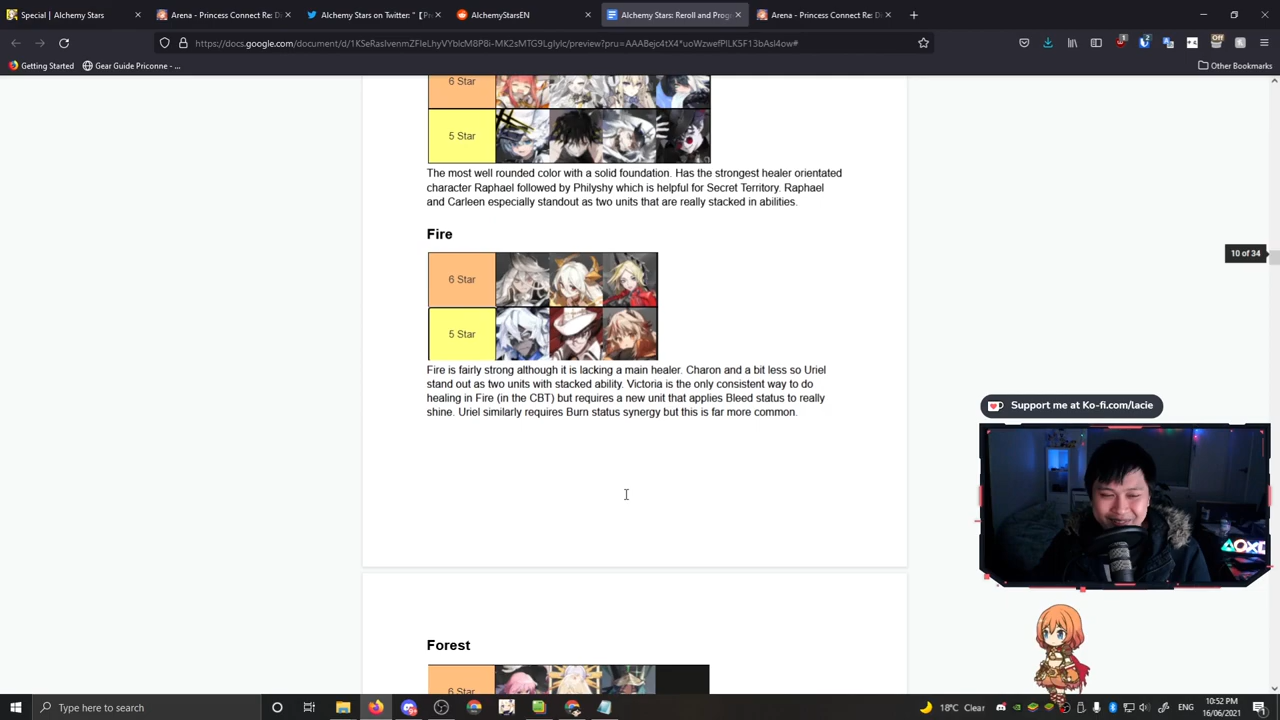 Special | Alchemy Stars
Arena - Princess Connect Re: D
Alchemy Stars on Twitter: "
AlchemyStarsEN
Alchemy Stars: Reroll and Prog
Arena - Princess Connect Re: D
Getting Started
Gear Guide Priconne - ...
Off
Other Bookmarks
6 Star
5 Star
The most well rounded color with a solid foundation. Has the strongest healer orientated
character Raphael followed by Philyshy which is helpful for Secret Territory. Raphael
and Carleen especially standout as two units that are really stacked in abilities.
Fire
10 of 34
6 Star
5 Star
Fire is fairly strong although it is lacking a main healer. Charon and a bit less so Uriel
stand out as two units with stacked ability. Victoria is the only consistent way to do
healing in Fire (in the CBT) but requires a new unit that applies Bleed status to really
shine. Uriel similarly requires Burn status synergy but this is far more common.
Support me at Ko-fi.com/lacie
Forest
6 Star
Type here to search
18°C Clear
10:52 PM
16/06/2021